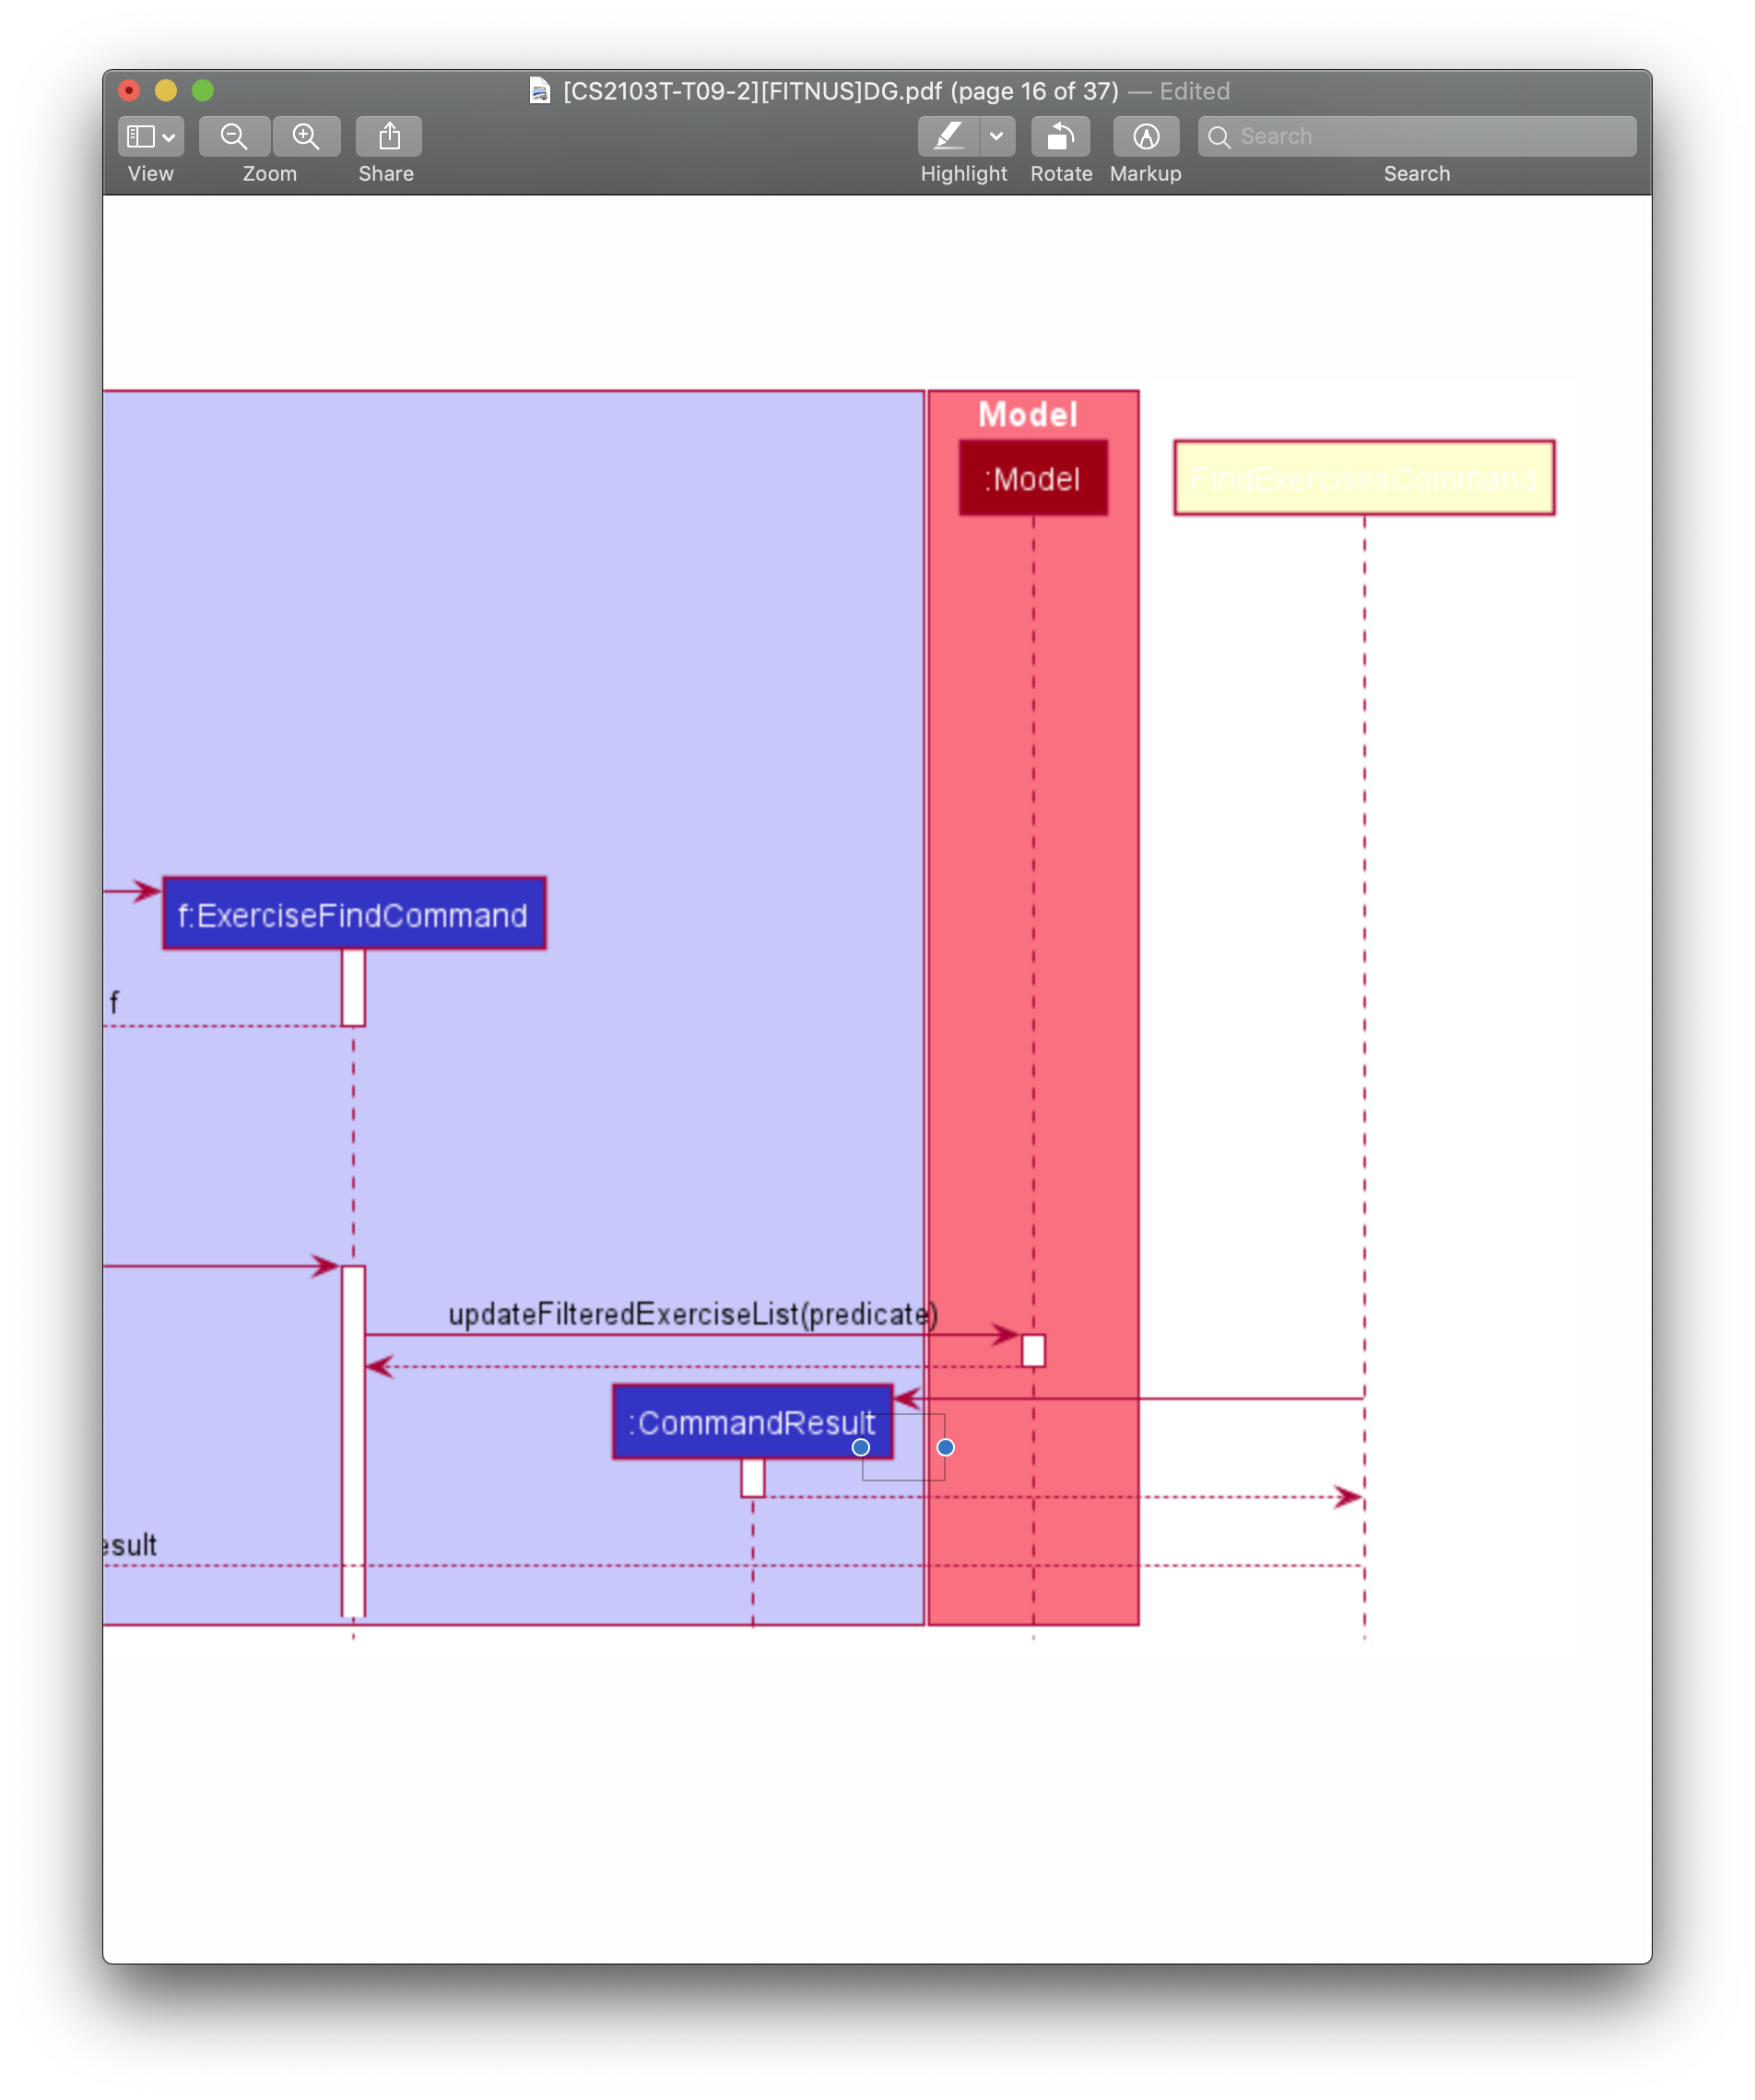 [CS2103T-T09-2][FITNUS]DG.pdf (page 16 of 37) — Edited
Search
View
Zoom
Share
Highlight
Rotate
Markup
Search
Model
:Model
FindExercisesCommand
f:ExerciseFindCommand
f
updateFilteredExerciseList(predicate)
:CommandResult
esult